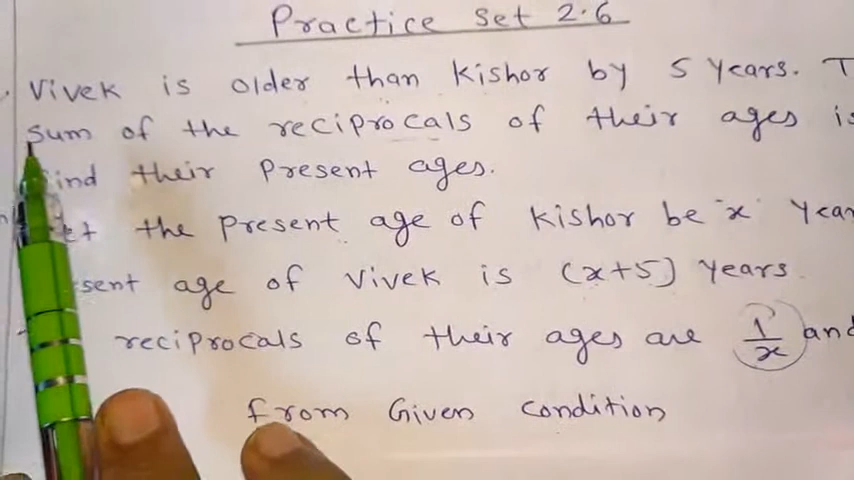 Practice set 2.6
Vivek is older than Kishor by 5 Years. T
sum of the reciprocals of their ages is
find their Present ages.
the present age of Kishor be 'x' Year
sent age of Vivek is (x+5) Years
reciprocals of their ages are 1/x and
from Given condition